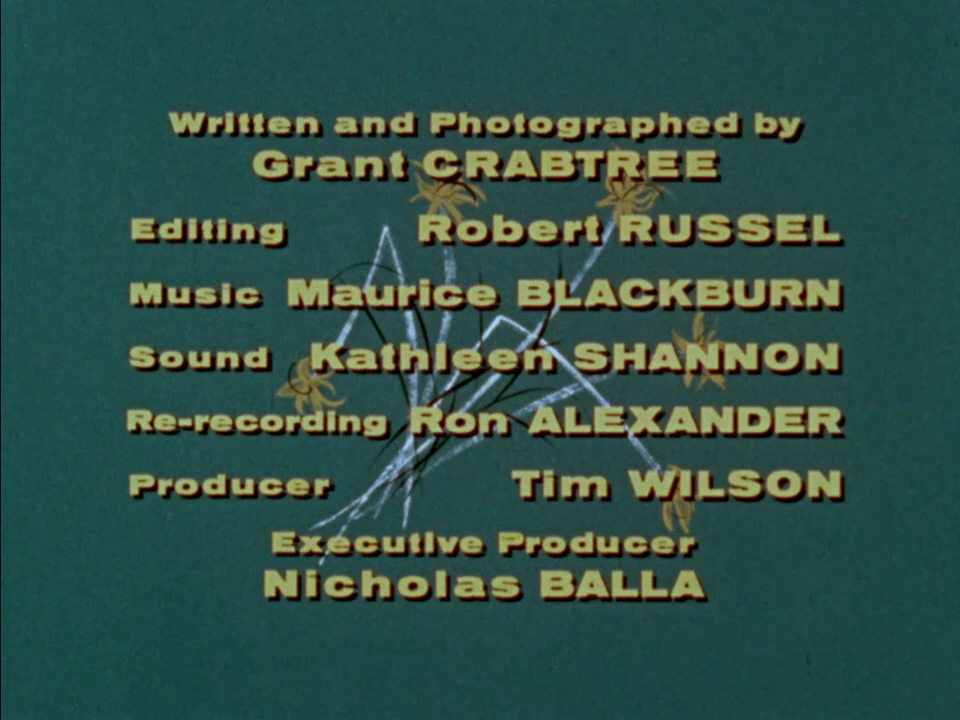 Written and Photographed by
Grant CRABTREE
Editing Robert RUSSEL
Music Maurice BLACKBURN
Sound Kathleen SHANNON
Re-recording Ron ALEXANDER
Producer Tim WILSON
Executive Producer
Nicholas BALLA